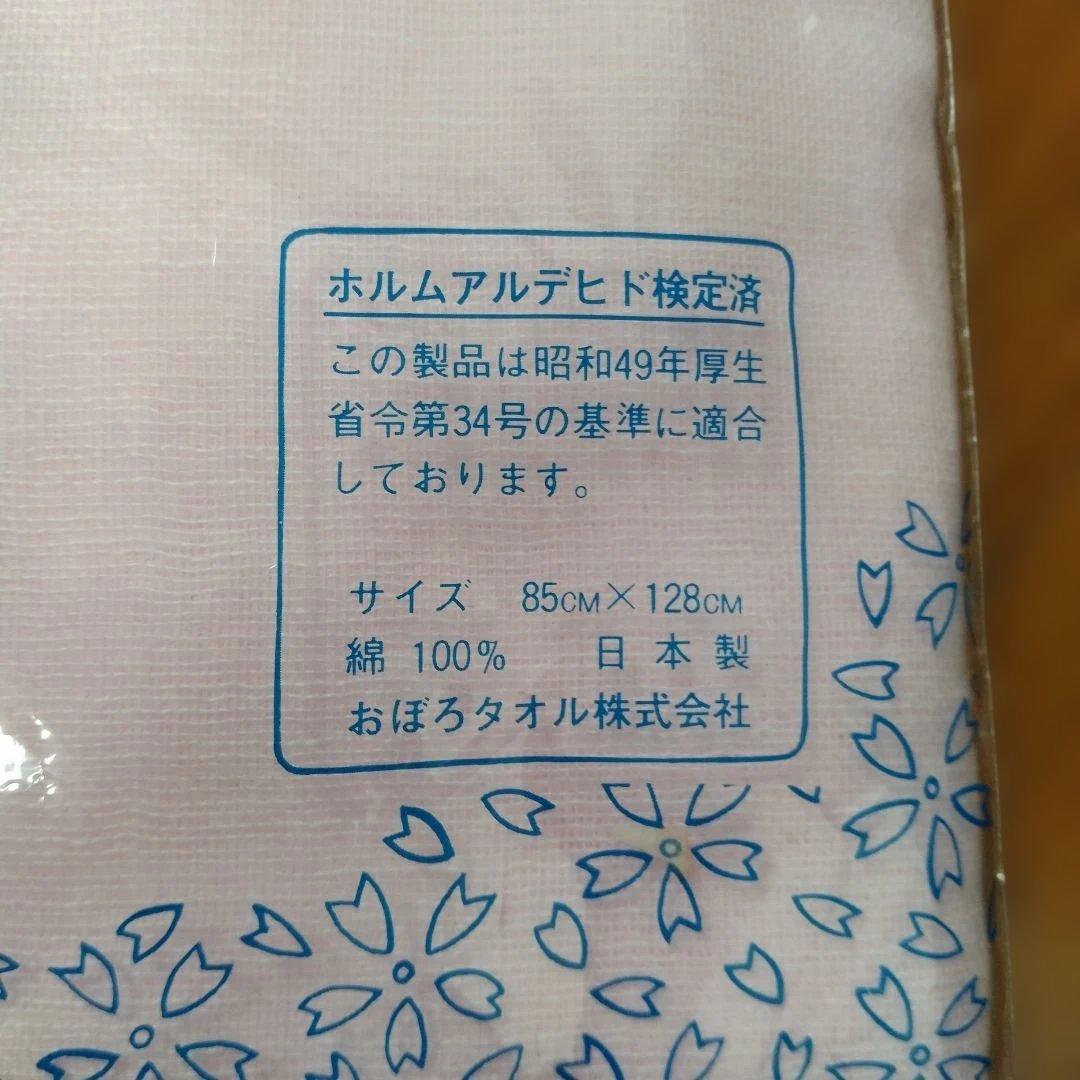 ホルムアルデヒド検定済
この製品は昭和49年厚生
省令第34号の基準に適合
しております。
サイズ 85CM×128CM
綿 100% 日本製
おぼろタオル株式会社